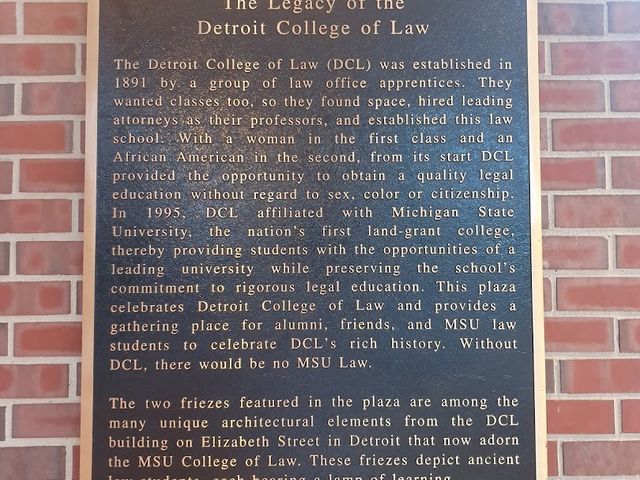 The Legacy of the
Detroit College of Law
The Detroit College of Law (DCL) was established in
1891 by a group of law office apprentices. They
wanted classes too, so they found space, hired leading
attorneys as their professors, and established this law
school. With a woman in the first class and an
African American in the second, from its start DCL
provided the opportunity to obtain a quality legal
education without regard to sex, color or citizenship.
In 1995, DCL affiliated with Michigan State
University, the nation's first land-grant college,
thereby providing students with the opportunities of a
leading university while preserving the school's
commitment to rigorous legal education. This plaza
celebrates Detroit College of Law and provides a
gathering place for alumni, friends, and MSU law
students to celebrate DCL's rich history. Without
DCL, there would be no MSU Law.
The two friezes featured in the plaza are among the
many unique architectural elements from the DCL
building on Elizabeth Street in Detroit that now adorn
the MSU College of Law. These friezes depict ancient
law students, each bearing a lamp of learning.